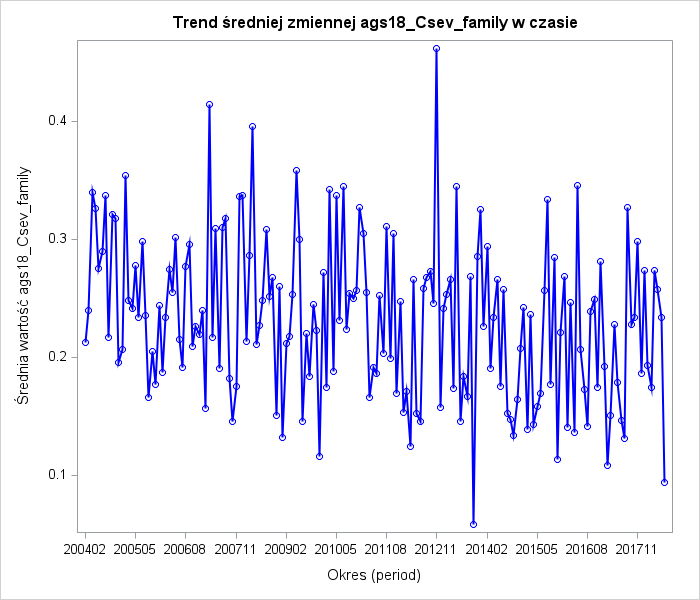 Trend średniej zmiennej ags18_Csev_family w czasie
Średnia wartość ags18_Csev_family
0.4
0.3
0.2
0.1
200402 200505 200608 200711 200902 201005 201108 201211 201402 201505 201608 201711
Okres (period)